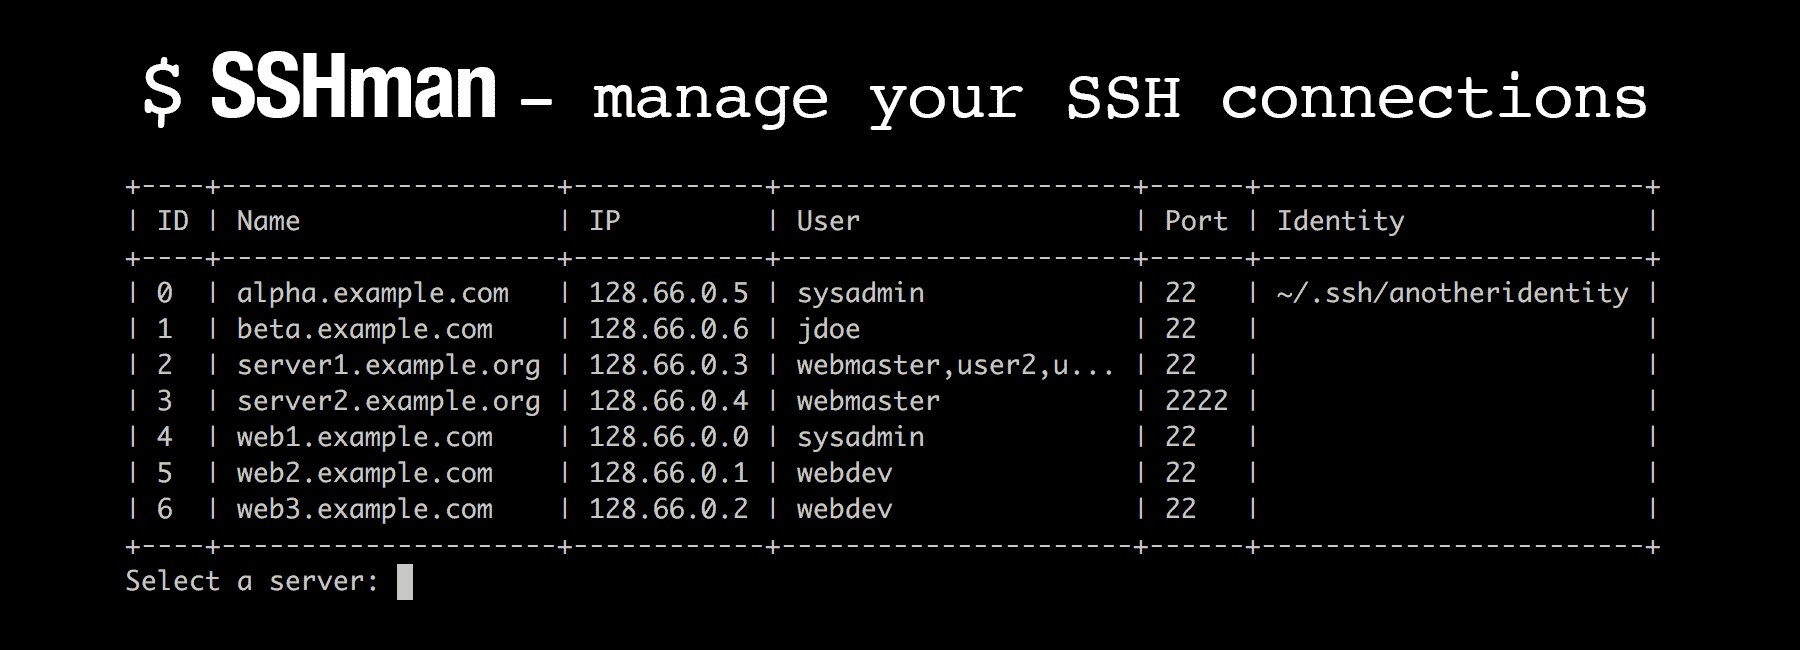 $ SSHman – manage your SSH connections
+----+---------------------+------------+----------------------+------+------------------------+
| ID | Name                | IP         | User                 | Port | Identity               |
+----+---------------------+------------+----------------------+------+------------------------+
| 0  | alpha.example.com   | 128.66.0.5 | sysadmin             | 22   | ~/.ssh/anotheridentity |
| 1  | beta.example.com    | 128.66.0.6 | jdoe                 | 22   |                        |
| 2  | server1.example.org | 128.66.0.3 | webmaster,user2,u... | 22   |                        |
| 3  | server2.example.org | 128.66.0.4 | webmaster            | 2222 |                        |
| 4  | web1.example.com    | 128.66.0.0 | sysadmin             | 22   |                        |
| 5  | web2.example.com    | 128.66.0.1 | webdev               | 22   |                        |
| 6  | web3.example.com    | 128.66.0.2 | webdev               | 22   |                        |
+----+---------------------+------------+----------------------+------+------------------------+
Select a server: